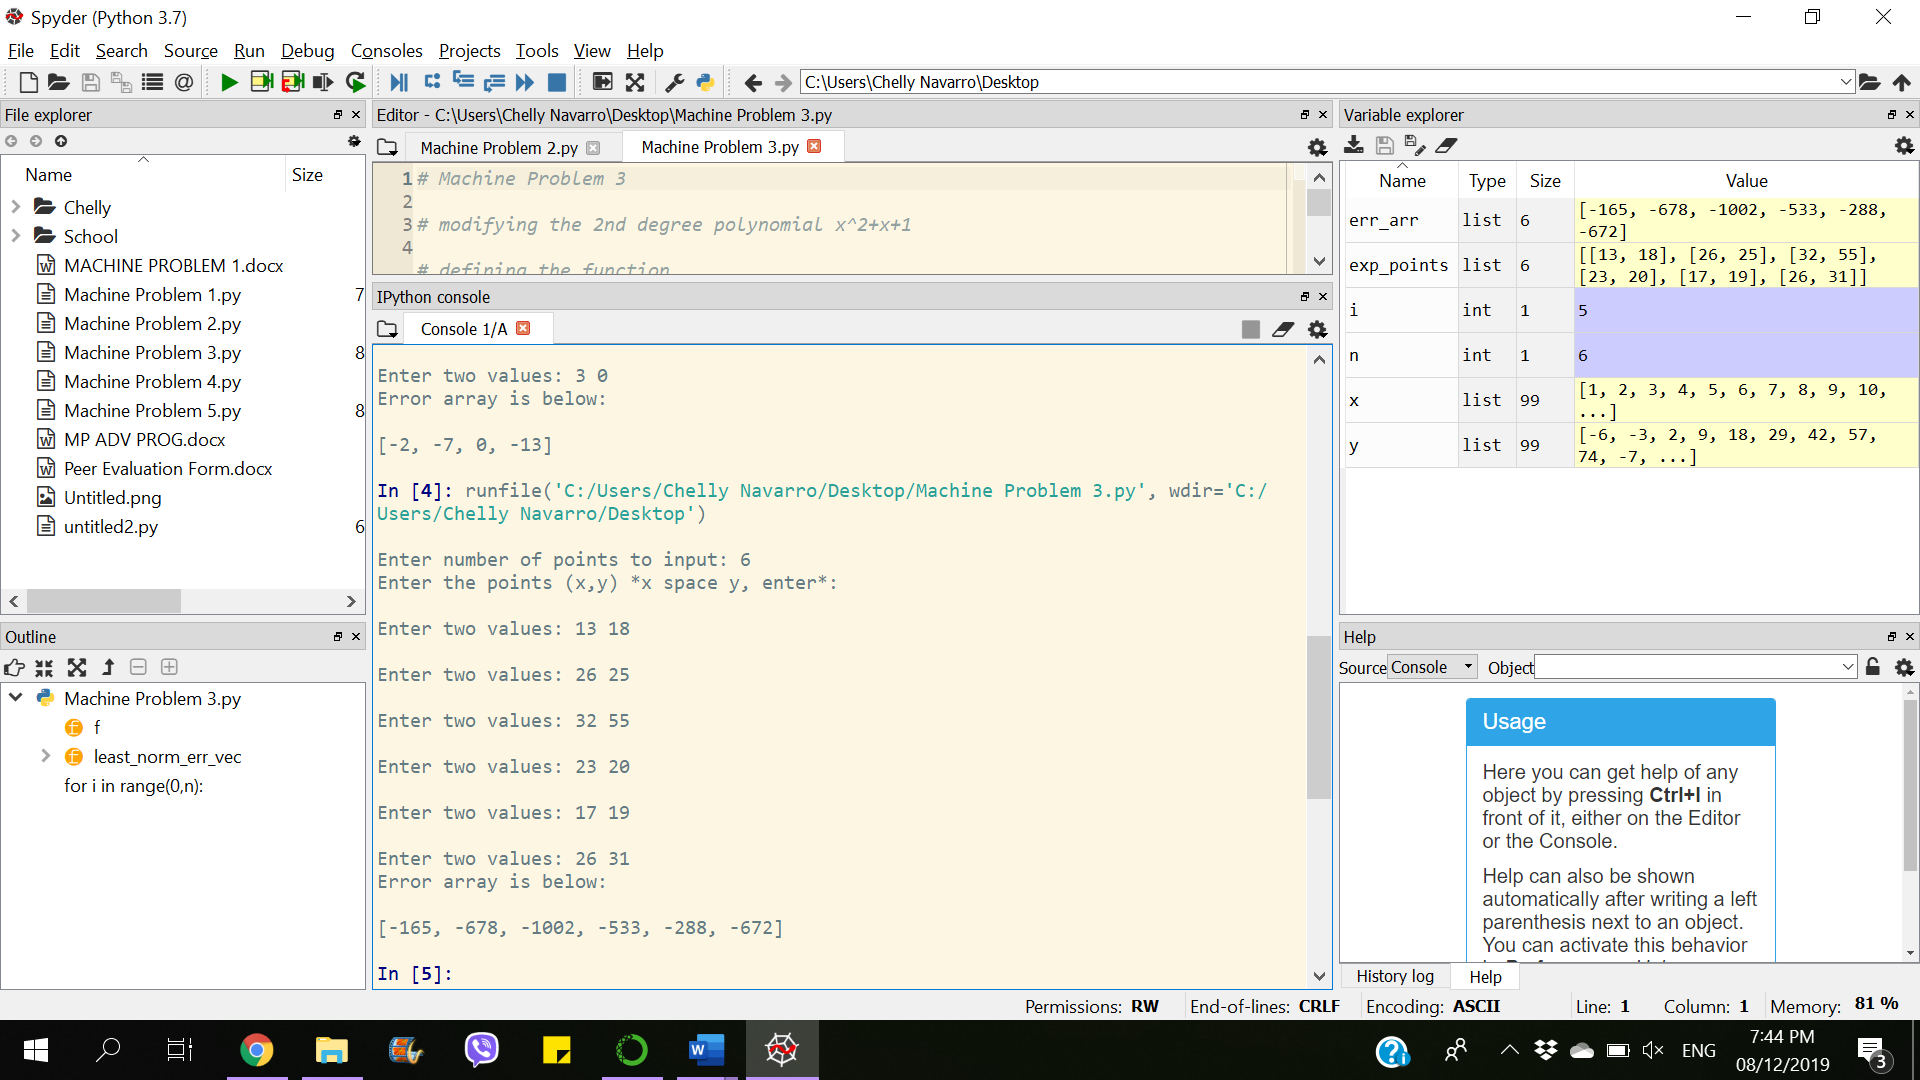 Spyder (Python 3.7)
File Edit Search Source Run Debug Consoles Projects Tools View Help
C:\Users\Chelly Navarro\Desktop
File explorer
Name Size
Chelly
School
MACHINE PROBLEM 1.docx
Machine Problem 1.py 7
Machine Problem 2.py
Machine Problem 3.py 8
Machine Problem 4.py
Machine Problem 5.py 8
MP ADV PROG.docx
Peer Evaluation Form.docx
Untitled.png
untitled2.py 6
Outline
Machine Problem 3.py
f
least_norm_err_vec
for i in range(0,n):
Editor - C:\Users\Chelly Navarro\Desktop\Machine Problem 3.py
Machine Problem 2.py Machine Problem 3.py
1 # Machine Problem 3
2
3 # modifying the 2nd degree polynomial x^2+x+1
4
# defining the function
IPython console
Console 1/A
Enter two values: 3 0
Error array is below:
[-2, -7, 0, -13]
In [4]: runfile('C:/Users/Chelly Navarro/Desktop/Machine Problem 3.py', wdir='C:/
Users/Chelly Navarro/Desktop')
Enter number of points to input: 6
Enter the points (x,y) *x space y, enter*:
Enter two values: 13 18
Enter two values: 26 25
Enter two values: 32 55
Enter two values: 23 20
Enter two values: 17 19
Enter two values: 26 31
Error array is below:
[-165, -678, -1002, -533, -288, -672]
In [5]:
Variable explorer
Name Type Size Value
err_arr list 6 [-165, -678, -1002, -533, -288,
-672]
exp_points list 6 [[13, 18], [26, 25], [32, 55],
[23, 20], [17, 19], [26, 31]]
i int 1 5
n int 1 6
x list 99 [1, 2, 3, 4, 5, 6, 7, 8, 9, 10,
...]
y list 99 [-6, -3, 2, 9, 18, 29, 42, 57,
74, -7, ...]
Help
Source Console Object
Usage
Here you can get help of any
object by pressing Ctrl+I in
front of it, either on the Editor
or the Console.
Help can also be shown
automatically after writing a left
parenthesis next to an object.
You can activate this behavior
History log Help
Permissions: RW End-of-lines: CRLF Encoding: ASCII Line: 1 Column: 1 Memory: 81 %
ENG
7:44 PM
08/12/2019
3